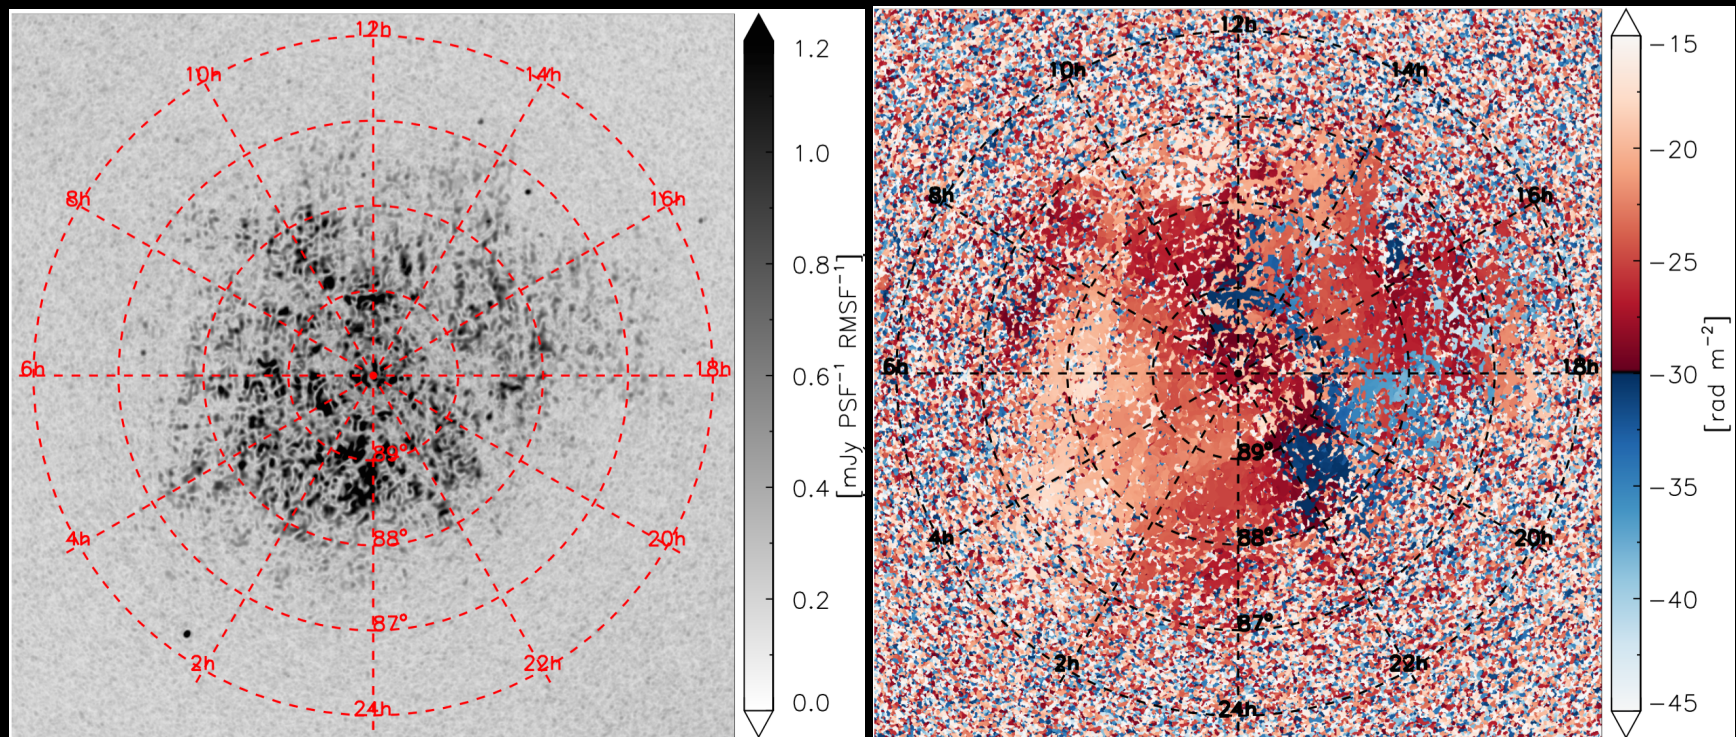 12h
10h
14h
8h
16h
6h
18h
89°
88°
4h
20h
87°
2h
22h
24h
1.2
1.0
0.8
0.6
0.4
0.2
0.0
[mJy PSF⁻¹ RMSF⁻¹]
12h
10h
14h
8h
16h
6h
18h
89°
88°
4h
20h
87°
2h
22h
24h
−15
−20
−25
−30
−35
−40
−45
[rad m⁻²]